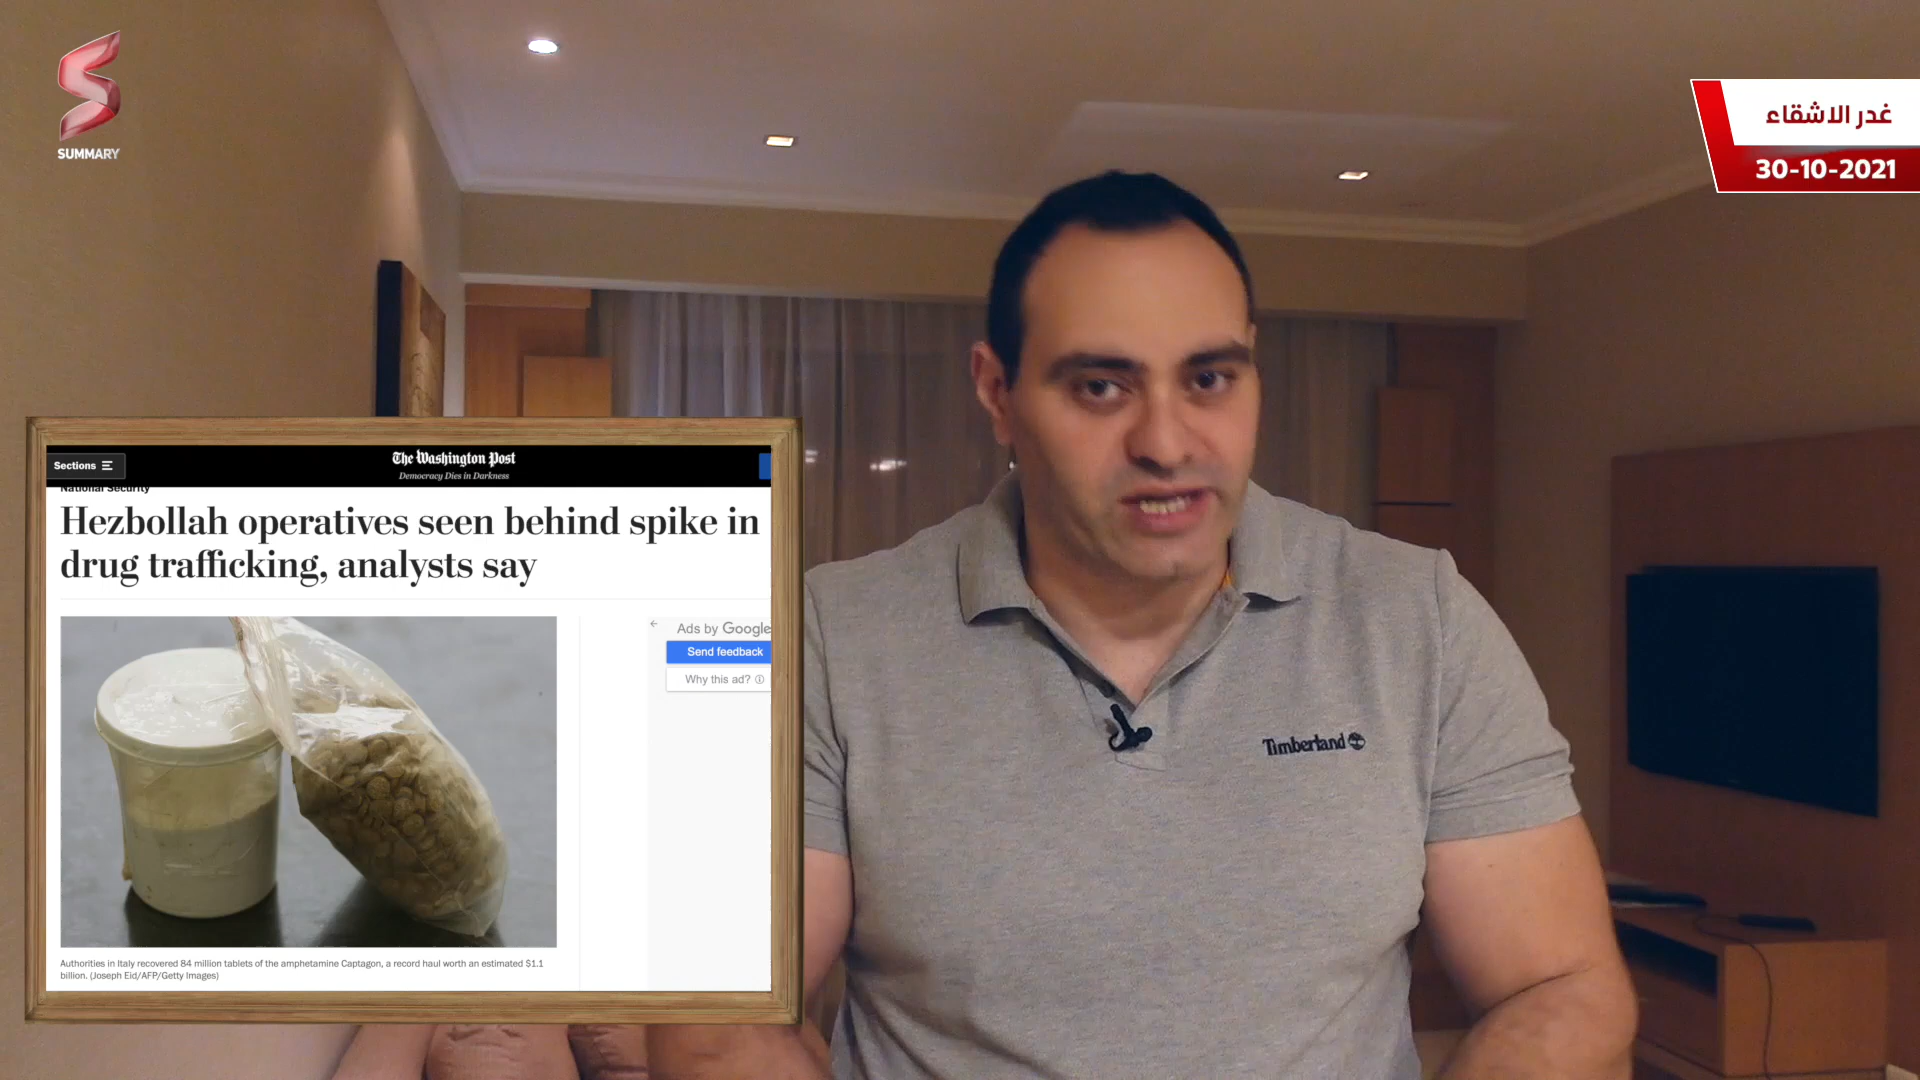 SUMMARY
غدر الاشقاء
30-10-2021
Sections
The Washington Post
Democracy Dies in Darkness
National Security
Hezbollah operatives seen behind spike in
drug trafficking, analysts say
Ads by Google
Send feedback
Why this ad?
Authorities in Italy recovered 84 million tablets of the amphetamine Captagon, a record haul worth an estimated $1.1
billion. (Joseph Eid/AFP/Getty Images)
Timberland